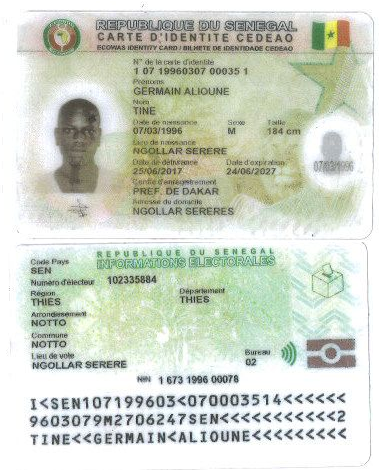 REPUBLIQUE DU SENEGAL
CARTE D'IDENTITE CEDEAO
ECOWAS IDENTITY CARD / BILHETE DE IDENTIDADE CEDEAO
N° de la carte d'identité
1 07 19960307 00035 1
Prénoms
GERMAIN ALIOUNE
Nom
TINE
Date de naissance Sexe Taille
07/03/1996 M 184 cm
Lieu de naissance
NGOLLAR SERERE
07/03/1996
Date de délivrance Date d'expiration
25/06/2017 24/06/2027
Centre d'enregistrement
PREF. DE DAKAR
Adresse du domicile
NGOLLAR SERERES
REPUBLIQUE DU SENEGAL
INFORMATIONS ELECTORALES
Code Pays
SEN
Numéro d'électeur 102335884
Région Département
THIES THIES
Arrondissement
NOTTO
Commune
NOTTO
Lieu de vote Bureau
NGOLLAR SERERE 02
NIN 1 673 1996 00078
I<SEN107199603<070003514<<<<<<
9603079M2706247SEN<<<<<<<<<<<2
TINE<<GERMAIN<ALIOUNE<<<<<<<<<